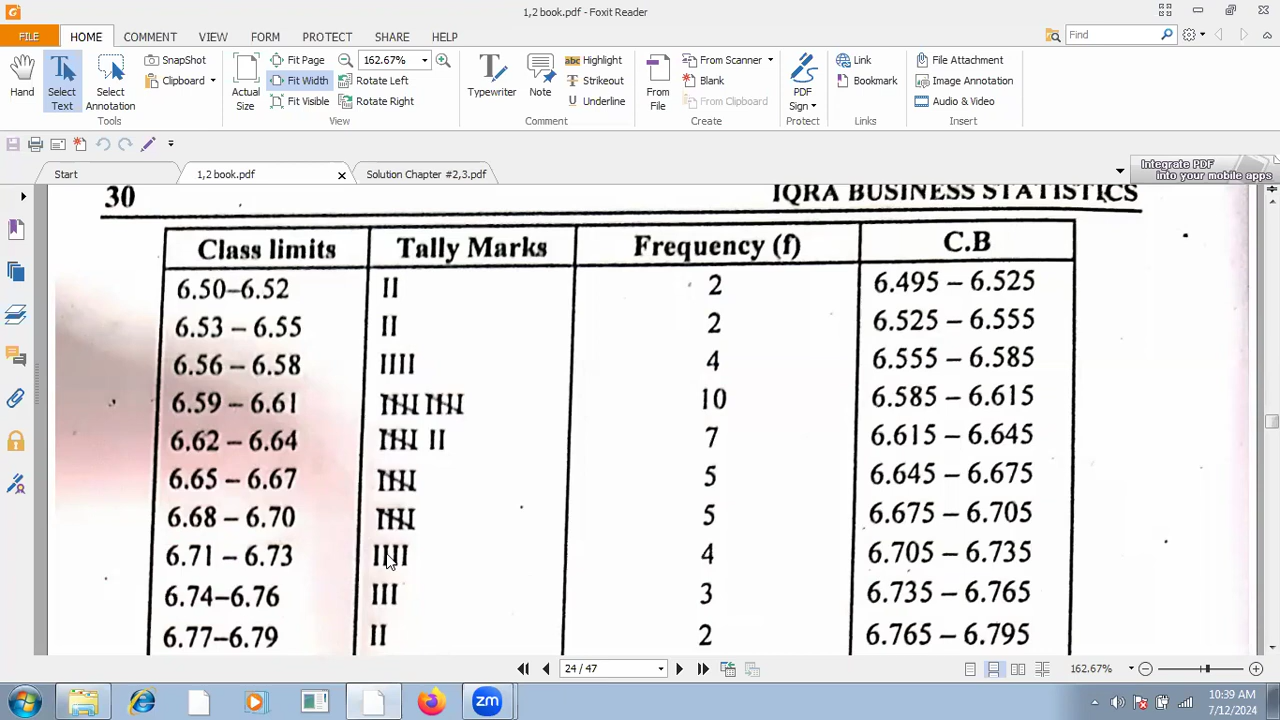 1,2 book.pdf - Foxit Reader
FILE HOME COMMENT VIEW FORM PROTECT SHARE HELP
Find
Hand
Select Text
Select Annotation
SnapShot
Clipboard
Tools
Actual Size
Fit Page
Fit Width
Fit Visible
162.67%
Rotate Left
Rotate Right
View
Typewriter
Note
Highlight
Strikeout
Underline
Comment
From File
From Scanner
Blank
From Clipboard
Create
PDF Sign
Protect
Link
Bookmark
Links
File Attachment
Image Annotation
Audio & Video
Insert
Start
1,2 book.pdf
Solution Chapter #2,3.pdf
Integrate PDF
into your mobile apps
30 IQRA BUSINESS STATISTICS
Class limits Tally Marks Frequency (f) C.B
6.50–6.52 II 2 6.495 – 6.525
6.53 – 6.55 II 2 6.525 – 6.555
6.56 – 6.58 IIII 4 6.555 – 6.585
6.59 – 6.61 10 6.585 – 6.615
6.62 – 6.64 II 7 6.615 – 6.645
6.65 – 6.67 5 6.645 – 6.675
6.68 – 6.70 5 6.675 – 6.705
6.71 – 6.73 IIII 4 6.705 – 6.735
6.74–6.76 III 3 6.735 – 6.765
6.77–6.79 II 2 6.765 – 6.795
24 / 47
162.67%
zm
10:39 AM
7/12/2024